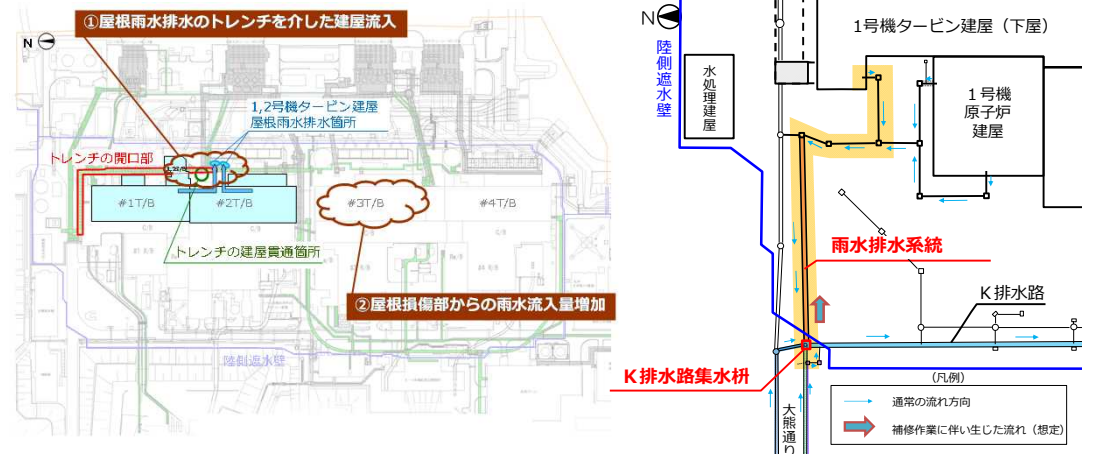 ①屋根雨水排水のトレンチを介した建屋流入
N
1,2号機タービン建屋
屋根雨水排水箇所
トレンチの開口部
#1T/B
#2T/B
#3T/B
#4T/B
トレンチの建屋貫通箇所
②屋根損傷部からの雨水流入量増加
陸側遮水壁
N
陸側遮水壁
水処理建屋
1号機タービン建屋（下屋）
1号機
原子炉
建屋
雨水排水系統
K排水路
K排水路集水枡
大熊通り
(凡例)
通常の流れ方向
補修作業に伴い生じた流れ（想定）